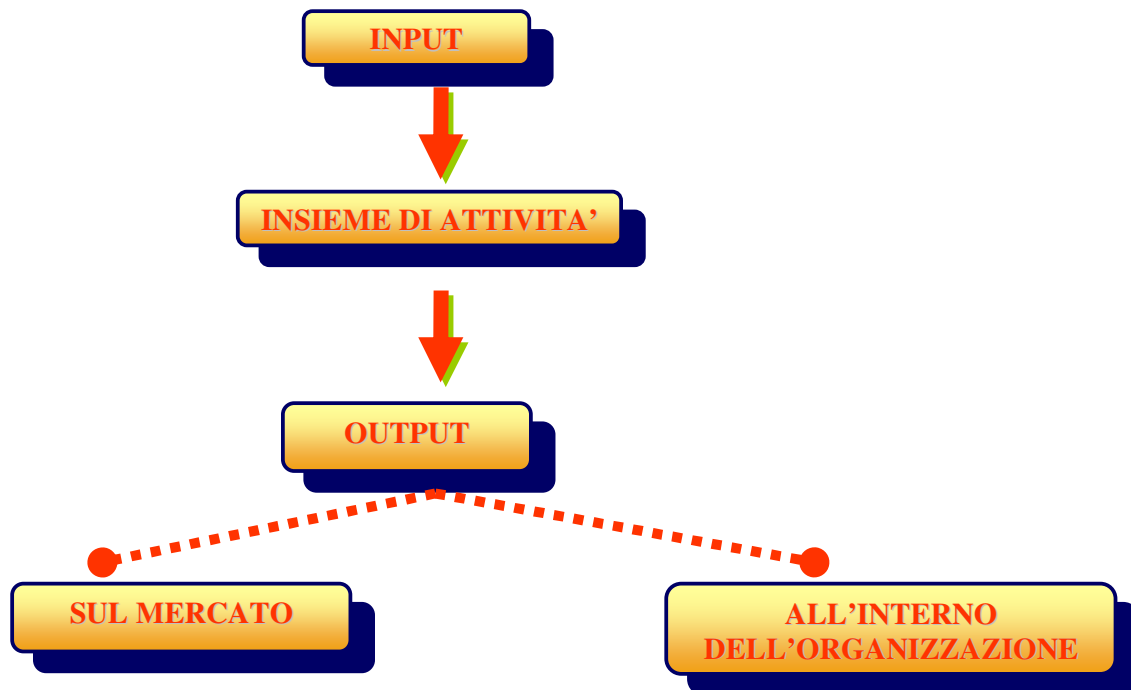 INPUT
INSIEME DI ATTIVITA’
OUTPUT
SUL MERCATO
ALL’INTERNO
DELL’ORGANIZZAZIONE